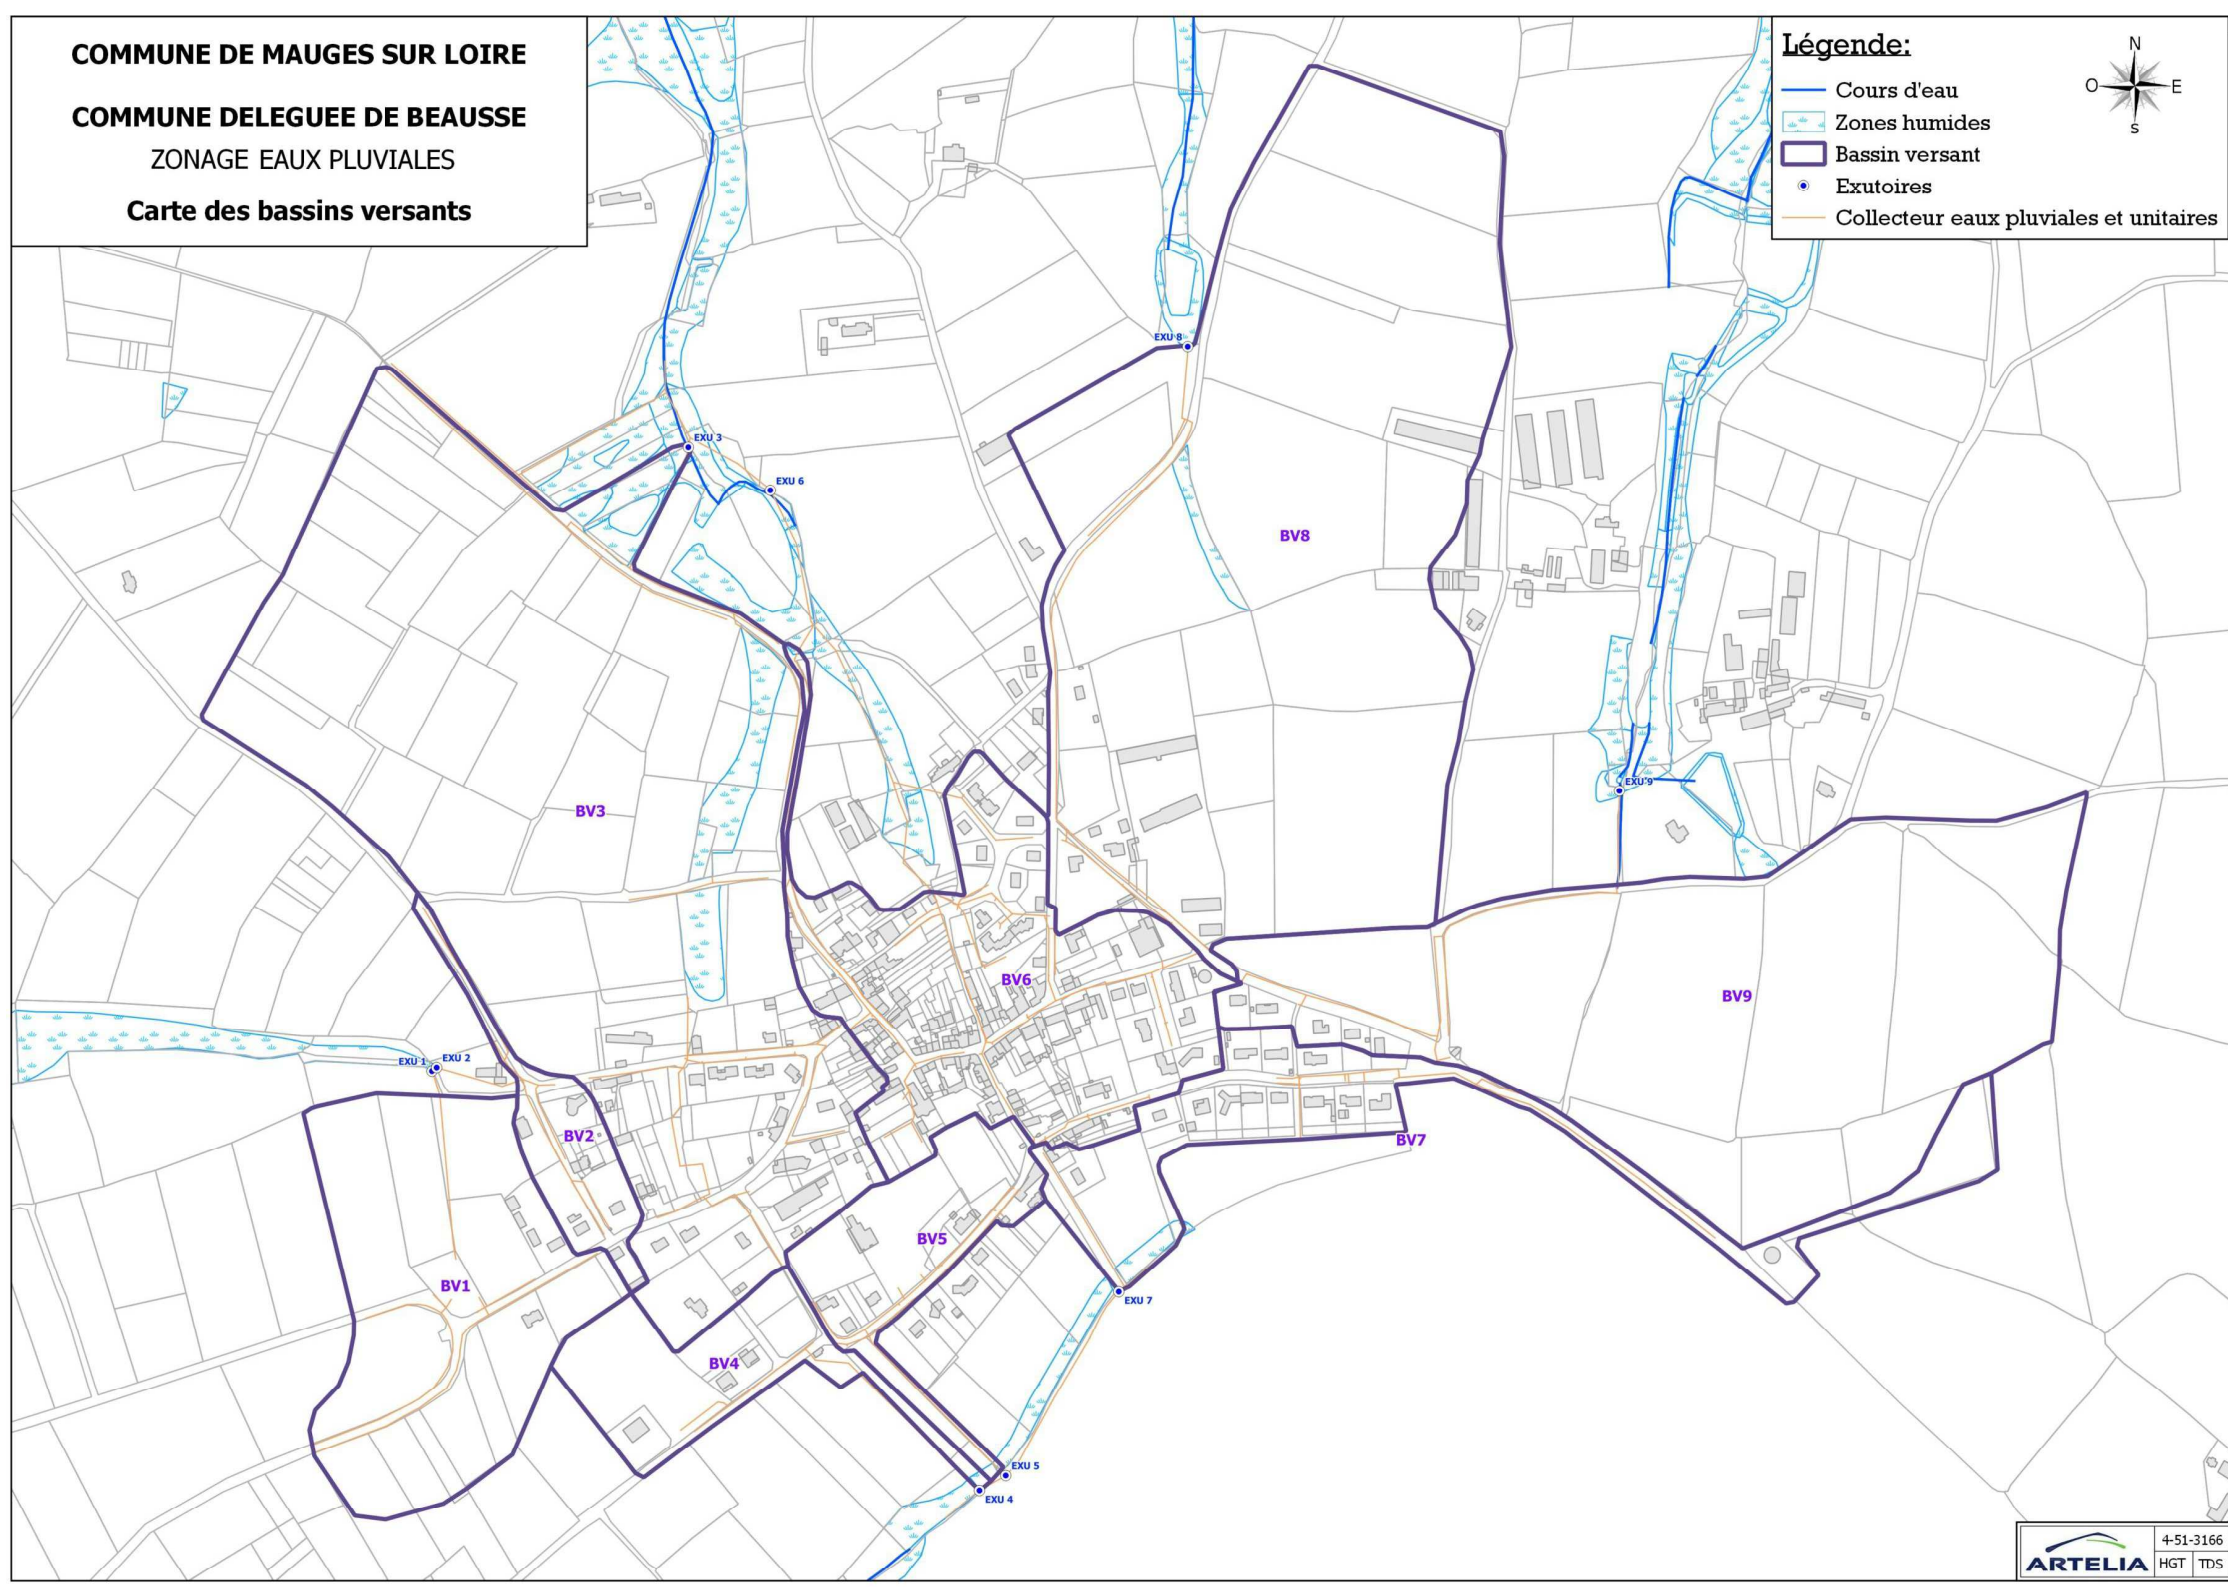 COMMUNE DE MAUGES SUR LOIRE
COMMUNE DELEGUEE DE BEAUSSE
ZONAGE EAUX PLUVIALES
Carte des bassins versants
Légende:
Cours d'eau
Zones humides
Bassin versant
Exutoires
Collecteur eaux pluviales et unitaires
N
O
E
S
EXU 8
EXU 3
EXU 6
BV8
EXU 9
BV3
BV6
BV9
EXU 1
EXU 2
BV2
BV7
BV5
BV1
EXU 7
BV4
EXU 5
EXU 4
ARTELIA
4-51-3166
HGT
TDS